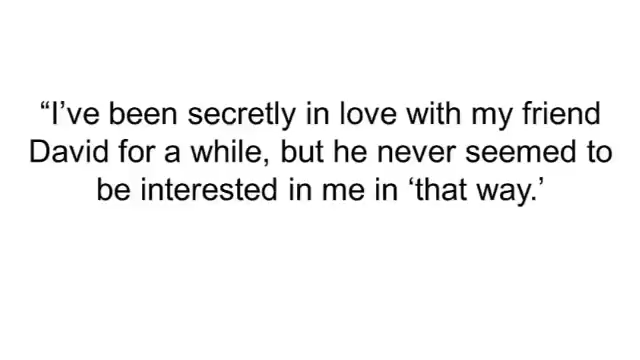 “I’ve been secretly in love with my friend
David for a while, but he never seemed to
be interested in me in ‘that way.’